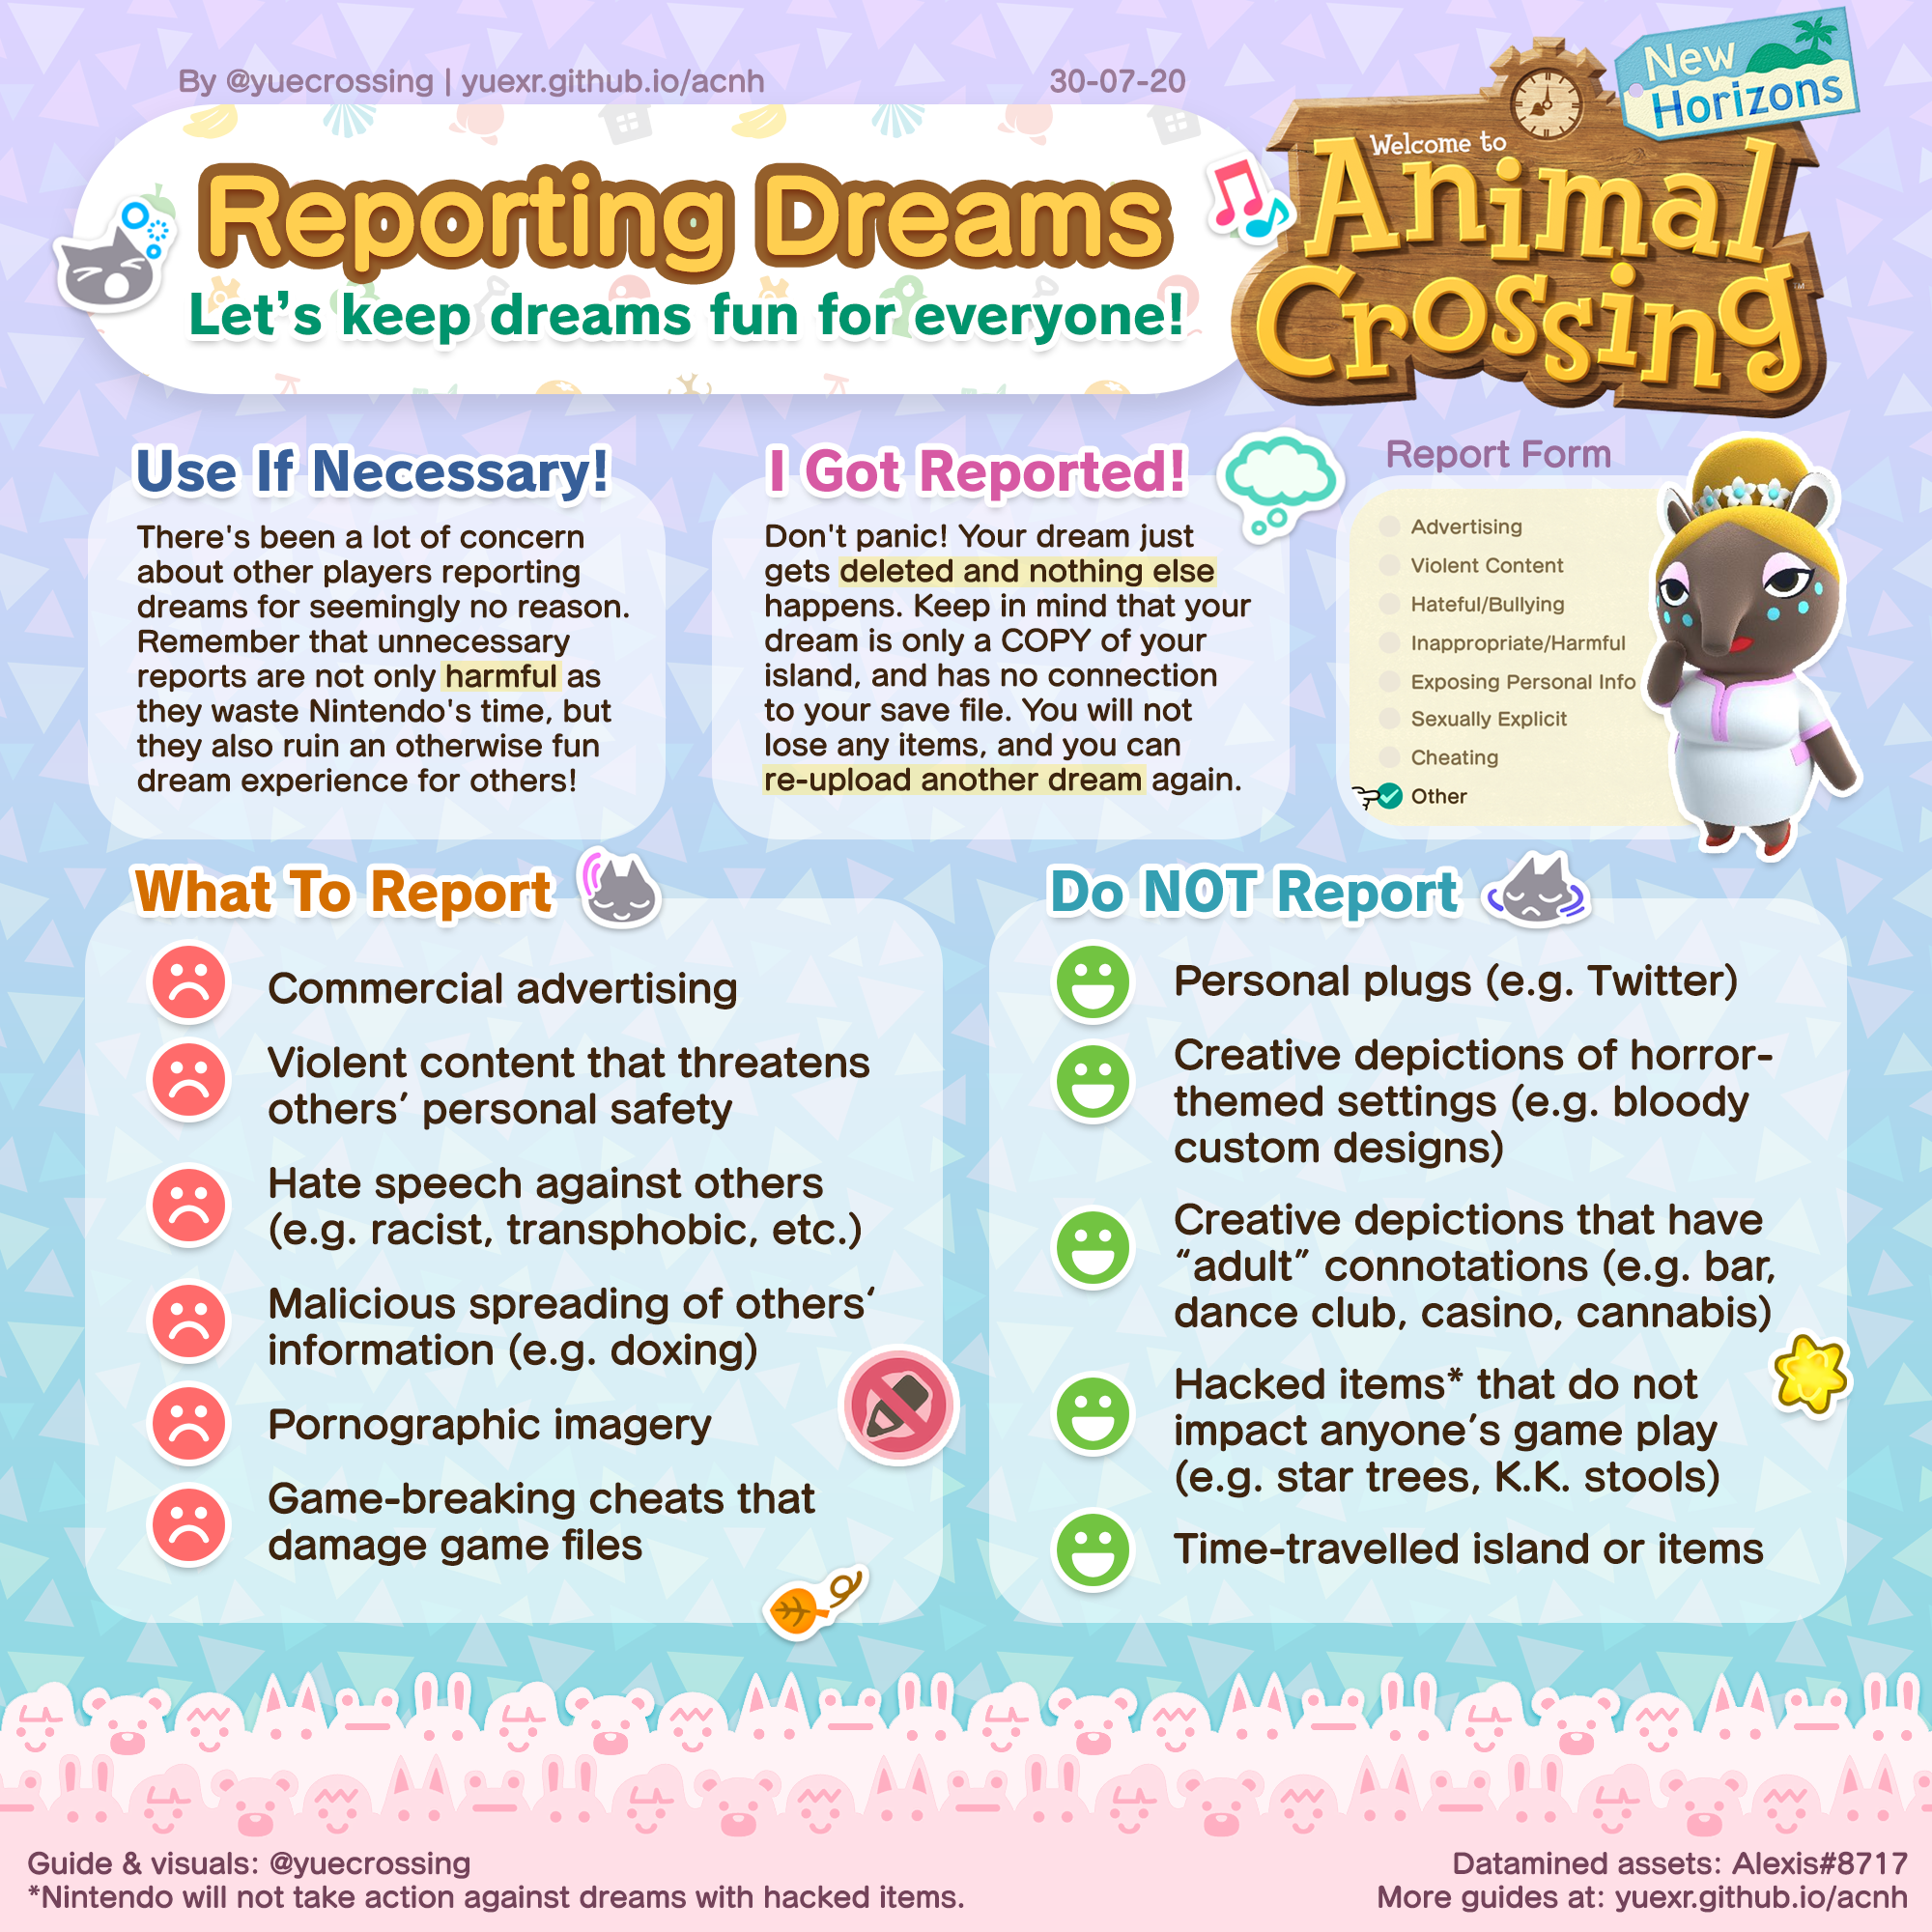 By @yuecrossing | yuexr.github.io/acnh
30-07-20
New
Horizons
Welcome to
Animal
Crossing
™
Reporting Dreams
Let's keep dreams fun for everyone!
Use If Necessary!
There's been a lot of concern
about other players reporting
dreams for seemingly no reason.
Remember that unnecessary
reports are not only harmful as
they waste Nintendo's time, but
they also ruin an otherwise fun
dream experience for others!
I Got Reported!
Don't panic! Your dream just
gets deleted and nothing else
happens. Keep in mind that your
dream is only a COPY of your
island, and has no connection
to your save file. You will not
lose any items, and you can
re-upload another dream again.
Report Form
Advertising
Violent Content
Hateful/Bullying
Inappropriate/Harmful
Exposing Personal Info
Sexually Explicit
Cheating
Other
What To Report
Commercial advertising
Violent content that threatens
others' personal safety
Hate speech against others
(e.g. racist, transphobic, etc.)
Malicious spreading of others'
information (e.g. doxing)
Pornographic imagery
Game-breaking cheats that
damage game files
Do NOT Report
Personal plugs (e.g. Twitter)
Creative depictions of horror-
themed settings (e.g. bloody
custom designs)
Creative depictions that have
"adult" connotations (e.g. bar,
dance club, casino, cannabis)
Hacked items* that do not
impact anyone's game play
(e.g. star trees, K.K. stools)
Time-travelled island or items
Guide & visuals: @yuecrossing
*Nintendo will not take action against dreams with hacked items.
Datamined assets: Alexis#8717
More guides at: yuexr.github.io/acnh